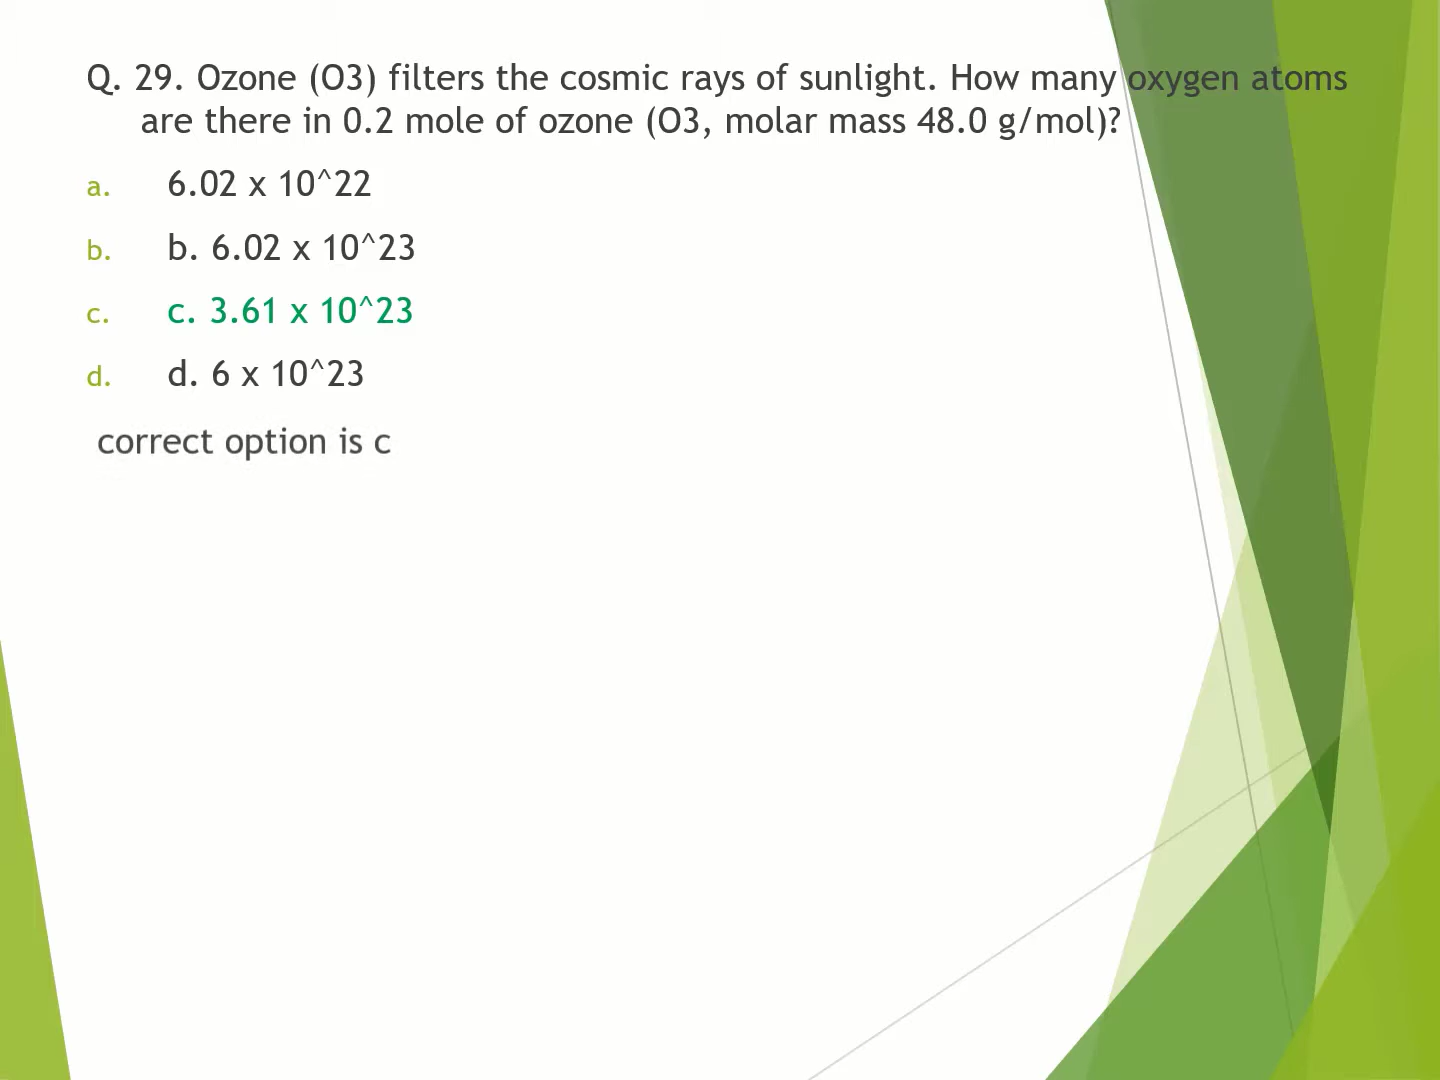 Q. 29. Ozone (O3) filters the cosmic rays of sunlight. How many oxygen atoms
are there in 0.2 mole of ozone (O3, molar mass 48.0 g/mol)?
a. 6.02 x 10^22
b. b. 6.02 x 10^23
c. c. 3.61 x 10^23
d. d. 6 x 10^23
correct option is c